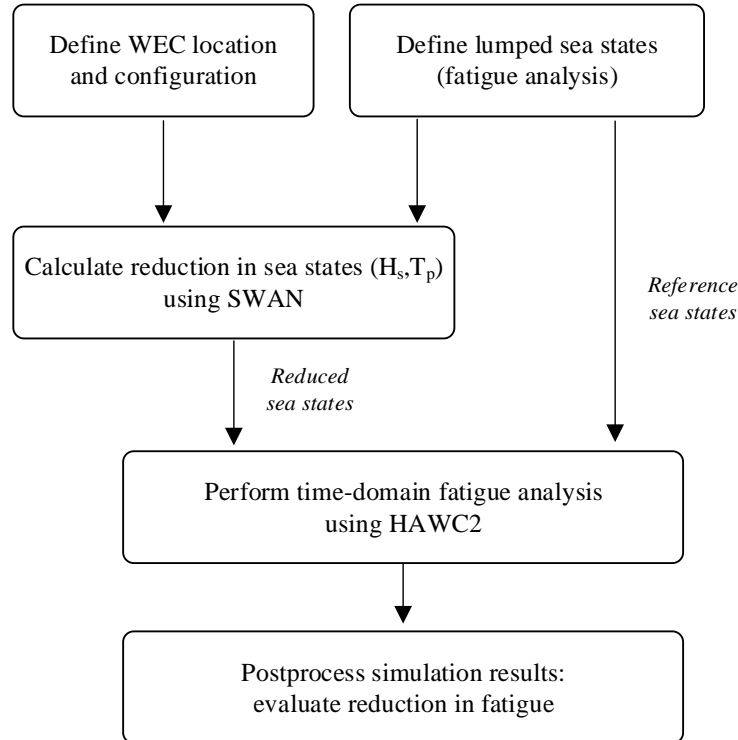 Define WEC location
and configuration
Define lumped sea states
(fatigue analysis)
Calculate reduction in sea states (Hₛ,Tₚ)
using SWAN
Reference
sea states
Reduced
sea states
Perform time-domain fatigue analysis
using HAWC2
Postprocess simulation results:
evaluate reduction in fatigue